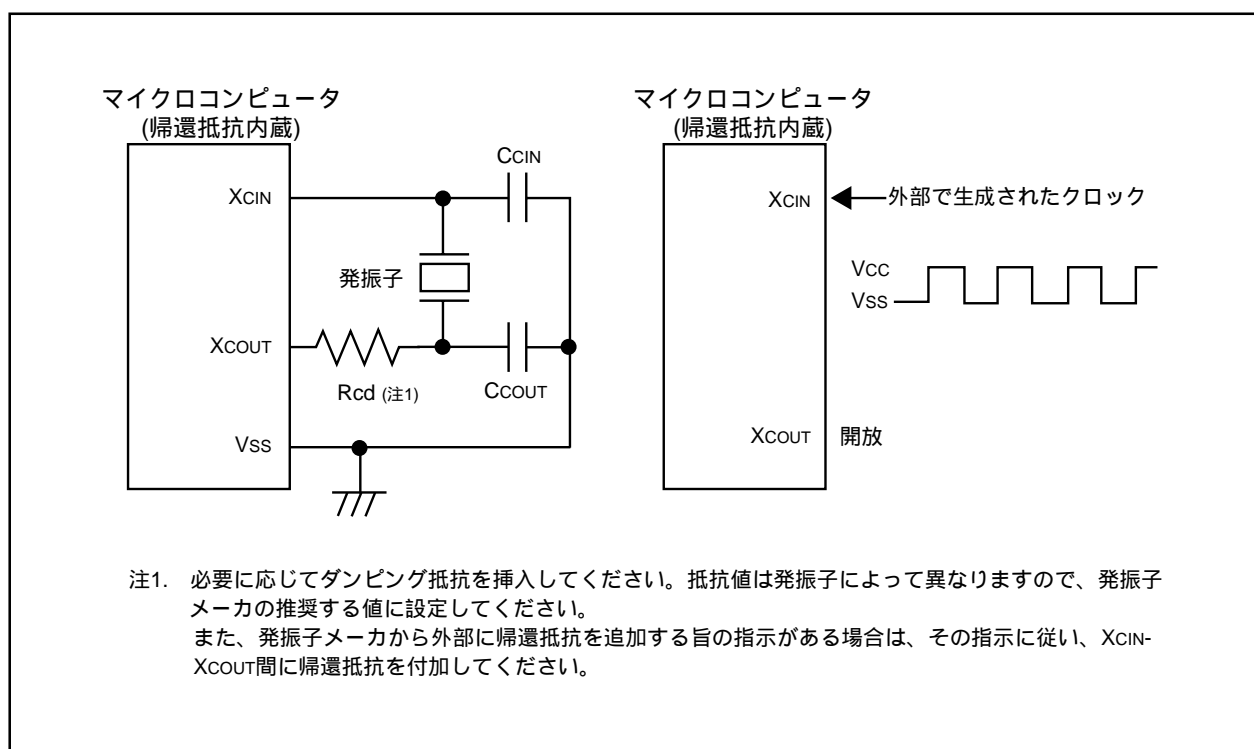 マイクロコンピュータ
(帰還抵抗内蔵)
XCIN
XCOUT
VSS
CCIN
発振子
Rcd (注1)
CCOUT
マイクロコンピュータ
(帰還抵抗内蔵)
XCIN
外部で生成されたクロック
VCC
VSS
XCOUT
開放
注1. 必要に応じてダンピング抵抗を挿入してください。抵抗値は発振子によって異なりますので、発振子
メーカの推奨する値に設定してください。
また、発振子メーカから外部に帰還抵抗を追加する旨の指示がある場合は、その指示に従い、XCIN-
XCOUT間に帰還抵抗を付加してください。